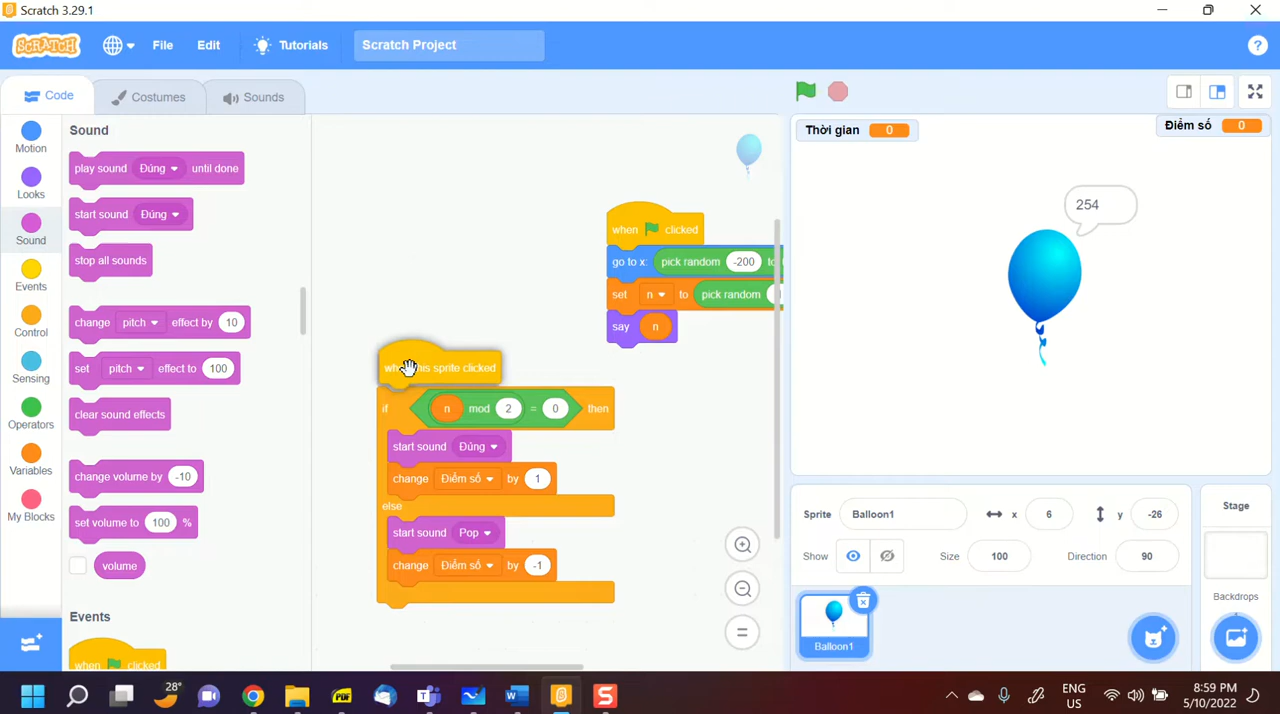 Scratch 3.29.1
SCRATCH
File
Edit
Tutorials
Scratch Project
?
Code
Costumes
Sounds
Motion
Looks
Sound
Events
Control
Sensing
Operators
Variables
My Blocks
Sound
play sound Đúng until done
start sound Đúng
stop all sounds
change pitch effect by 10
set pitch effect to 100
clear sound effects
change volume by -10
set volume to 100 %
volume
Events
when clicked
when clicked
go to x: pick random -200
set n to pick random
say n
this sprite clicked
if n mod 2 = 0 then
start sound Đúng
change Điểm số by 1
else
start sound Pop
change Điểm số by -1
Thời gian 0
Điểm số 0
254
Sprite Balloon1 x 6 y -26
Show Size 100 Direction 90
Balloon1
Stage
Backdrops
28°
PDF
ENG
US
8:59 PM
5/10/2022